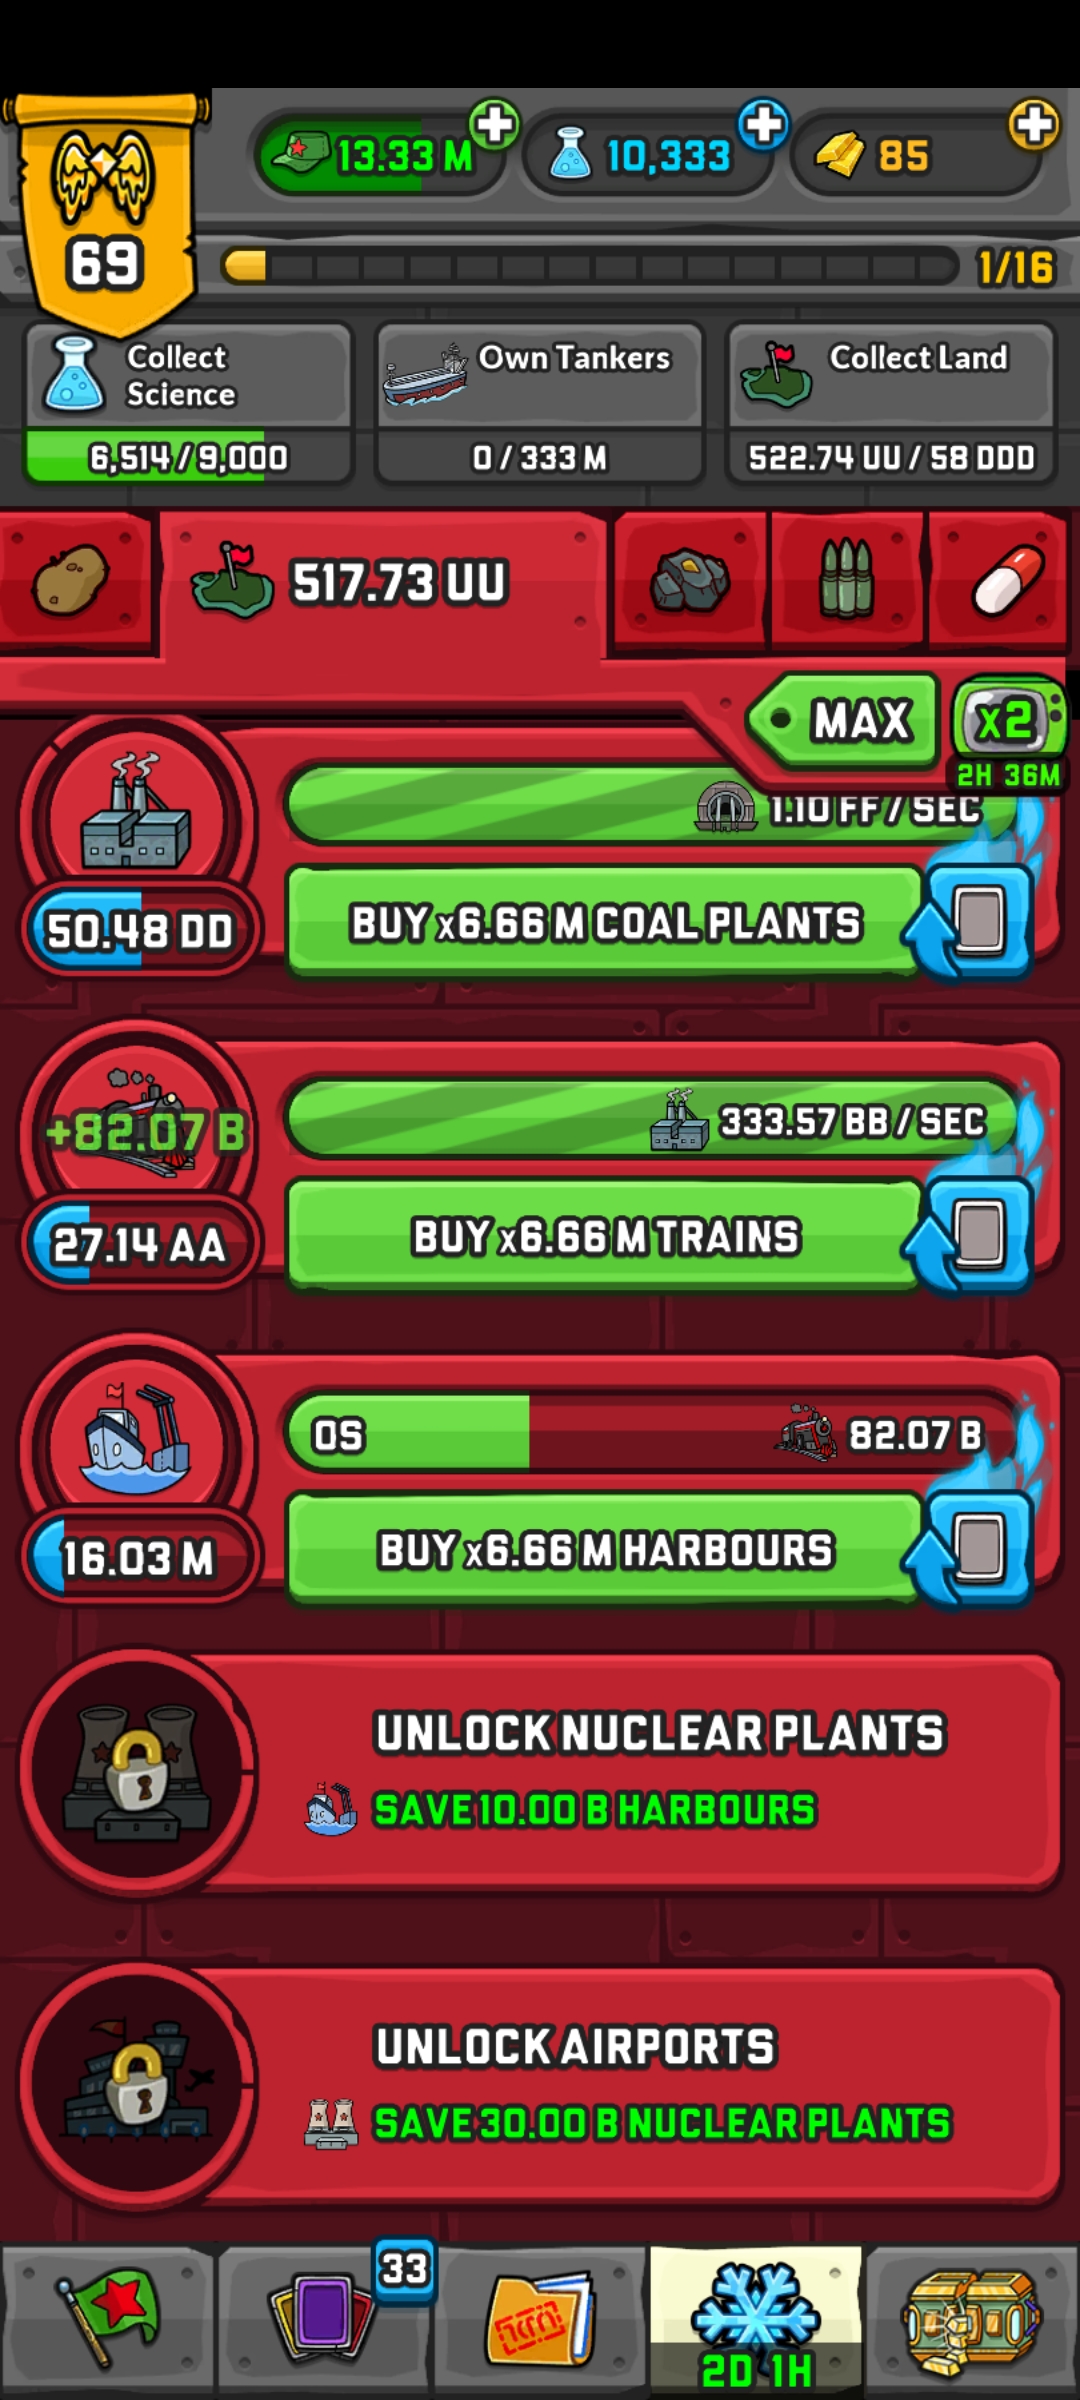 13.33 M
10,333
85
69
1/16
Collect
Science
6,514 / 9,000
Own Tankers
0 / 333 M
Collect Land
522.74 UU / 58 DDD
517.73 UU
MAX
x2
2H 36M
1.10 FF / SEC
50.48 DD
BUY x6.66 M COAL PLANTS
+82.07 B
333.57 BB / SEC
27.14 AA
BUY x6.66 M TRAINS
0S
82.07 B
16.03 M
BUY x6.66 M HARBOURS
UNLOCK NUCLEAR PLANTS
SAVE 10.00 B HARBOURS
UNLOCK AIRPORTS
SAVE 30.00 B NUCLEAR PLANTS
33
2D 1H